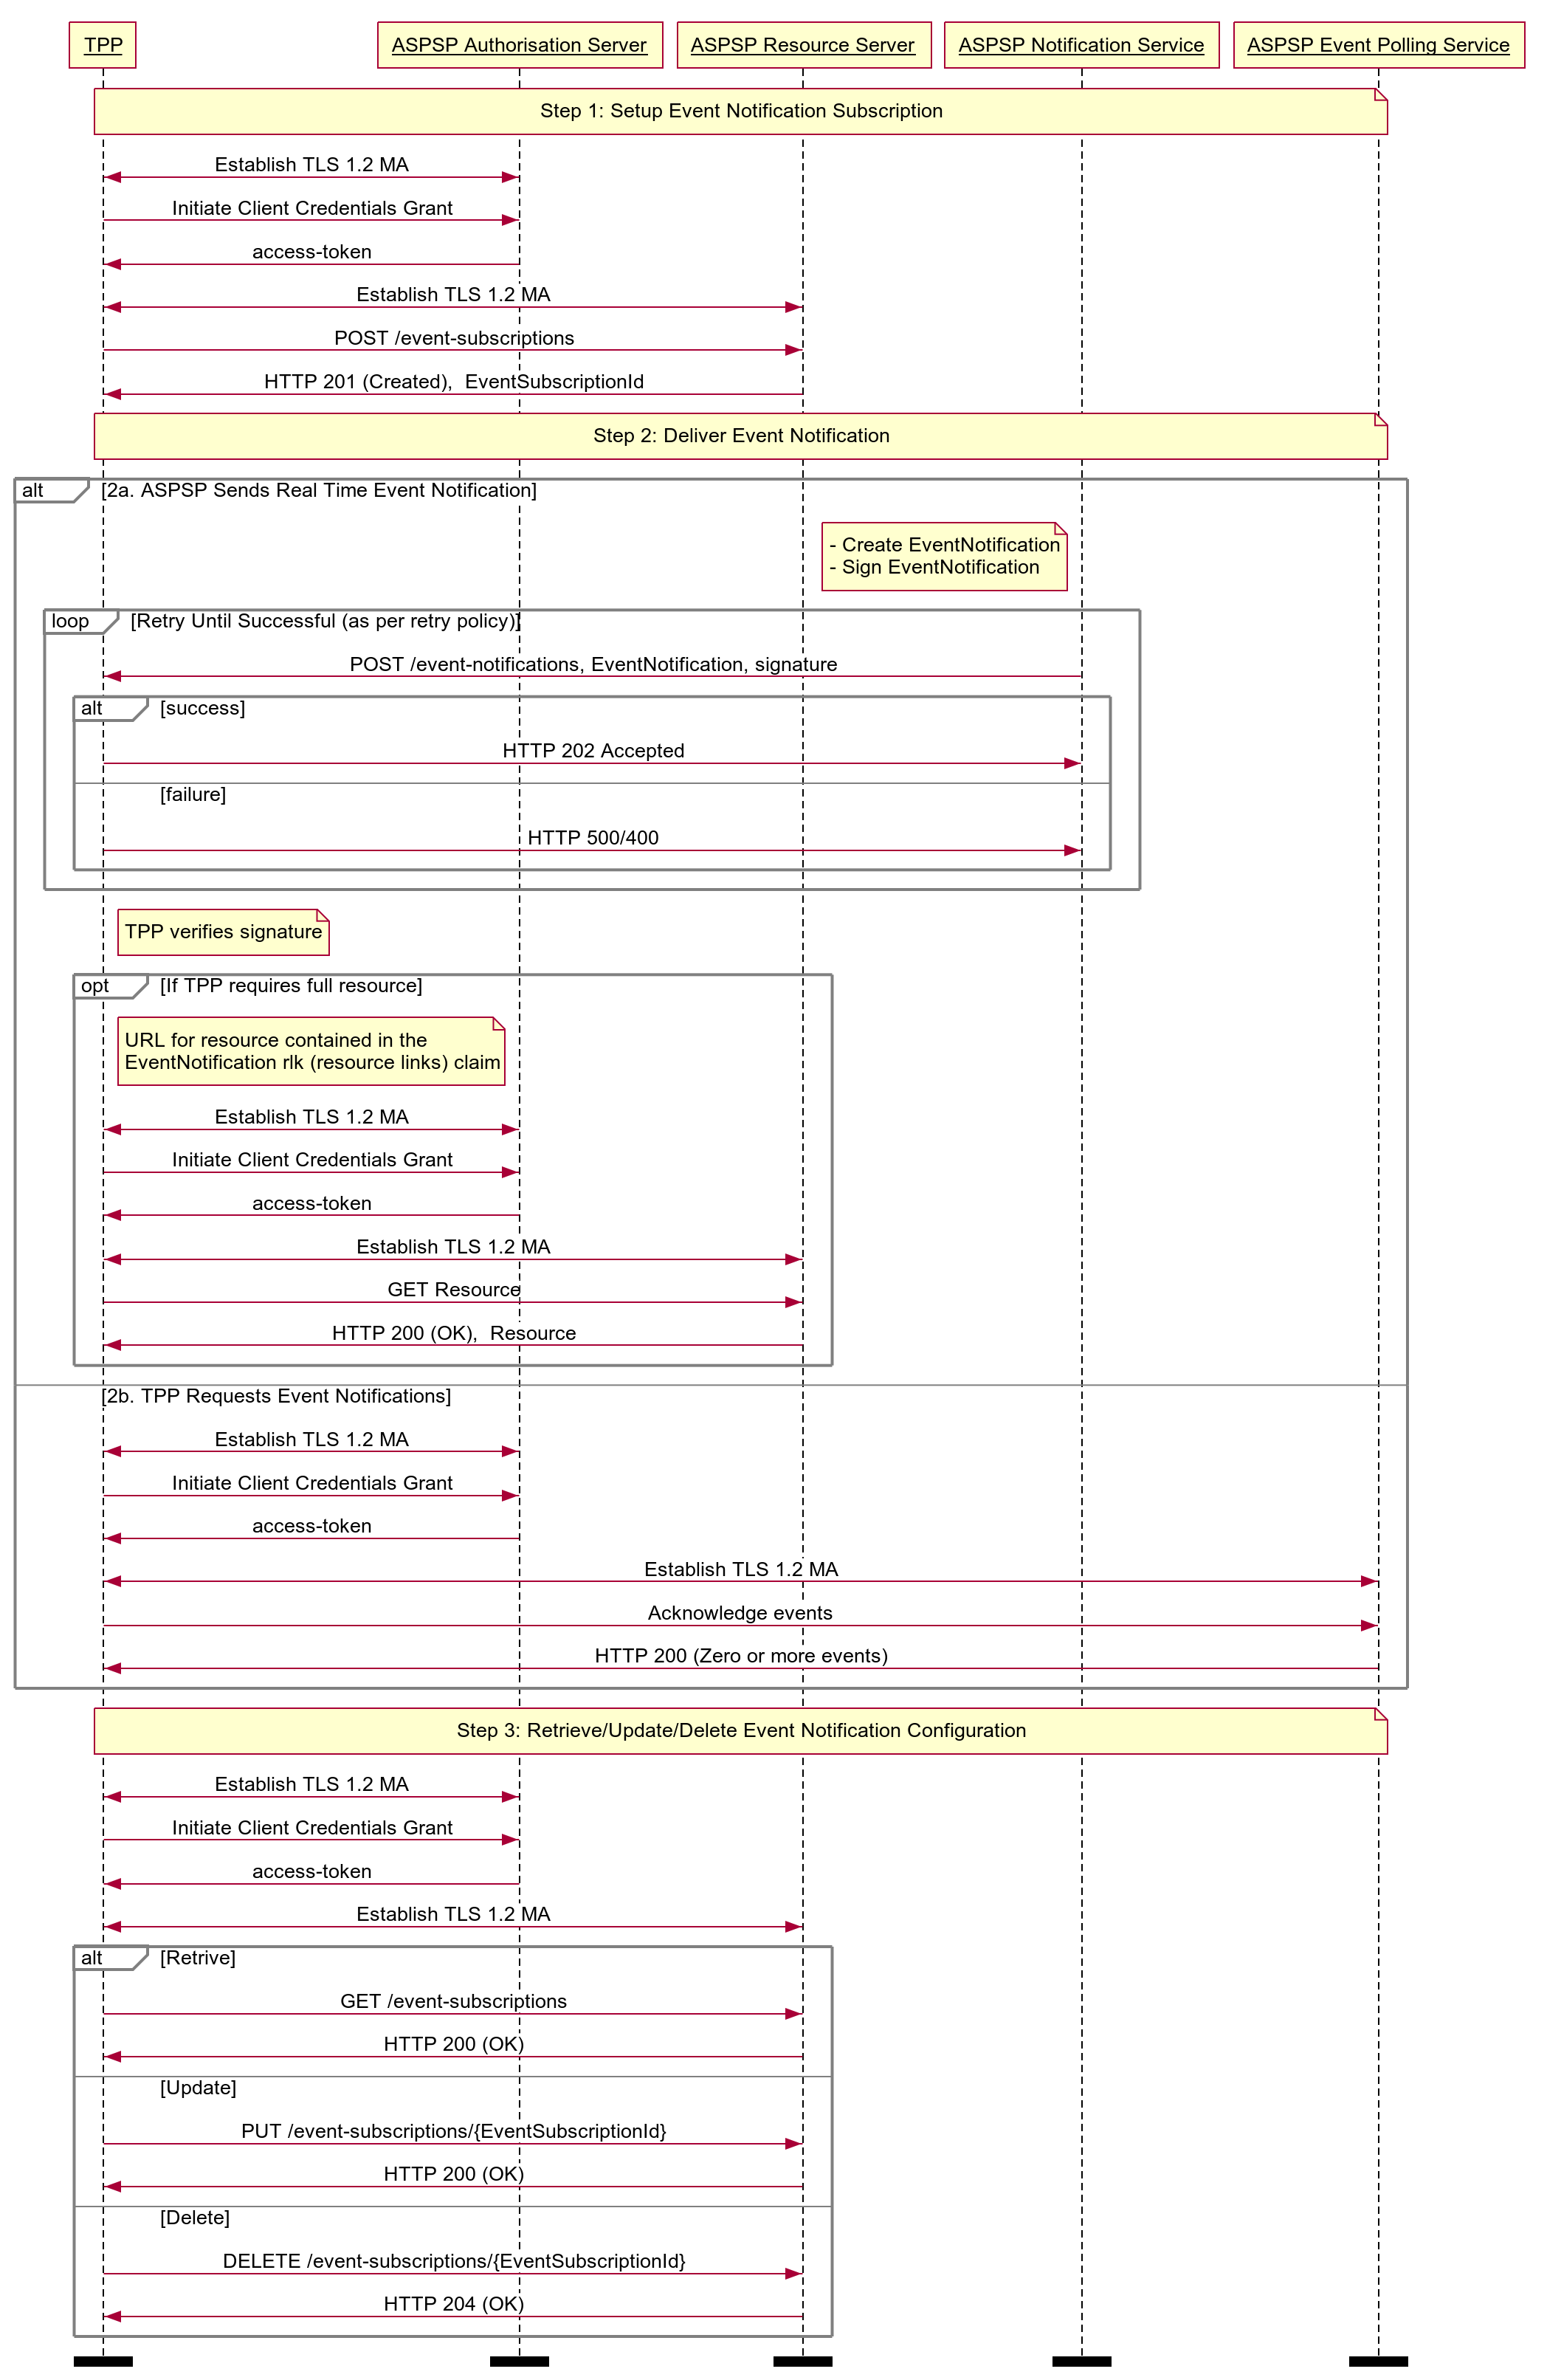 TPP
ASPSP Authorisation Server
ASPSP Resource Server
ASPSP Notification Service
ASPSP Event Polling Service
Step 1: Setup Event Notification Subscription
Establish TLS 1.2 MA
Initiate Client Credentials Grant
access-token
Establish TLS 1.2 MA
POST /event-subscriptions
HTTP 201 (Created),  EventSubscriptionId
Step 2: Deliver Event Notification
alt
[2a. ASPSP Sends Real Time Event Notification]
- Create EventNotification
- Sign EventNotification
loop
[Retry Until Successful (as per retry policy)]
POST /event-notifications, EventNotification, signature
alt
[success]
HTTP 202 Accepted
[failure]
HTTP 500/400
TPP verifies signature
opt
[If TPP requires full resource]
URL for resource contained in the
EventNotification rlk (resource links) claim
Establish TLS 1.2 MA
Initiate Client Credentials Grant
access-token
Establish TLS 1.2 MA
GET Resource
HTTP 200 (OK),  Resource
[2b. TPP Requests Event Notifications]
Establish TLS 1.2 MA
Initiate Client Credentials Grant
access-token
Establish TLS 1.2 MA
Acknowledge events
HTTP 200 (Zero or more events)
Step 3: Retrieve/Update/Delete Event Notification Configuration
Establish TLS 1.2 MA
Initiate Client Credentials Grant
access-token
Establish TLS 1.2 MA
alt
[Retrive]
GET /event-subscriptions
HTTP 200 (OK)
[Update]
PUT /event-subscriptions/{EventSubscriptionId}
HTTP 200 (OK)
[Delete]
DELETE /event-subscriptions/{EventSubscriptionId}
HTTP 204 (OK)